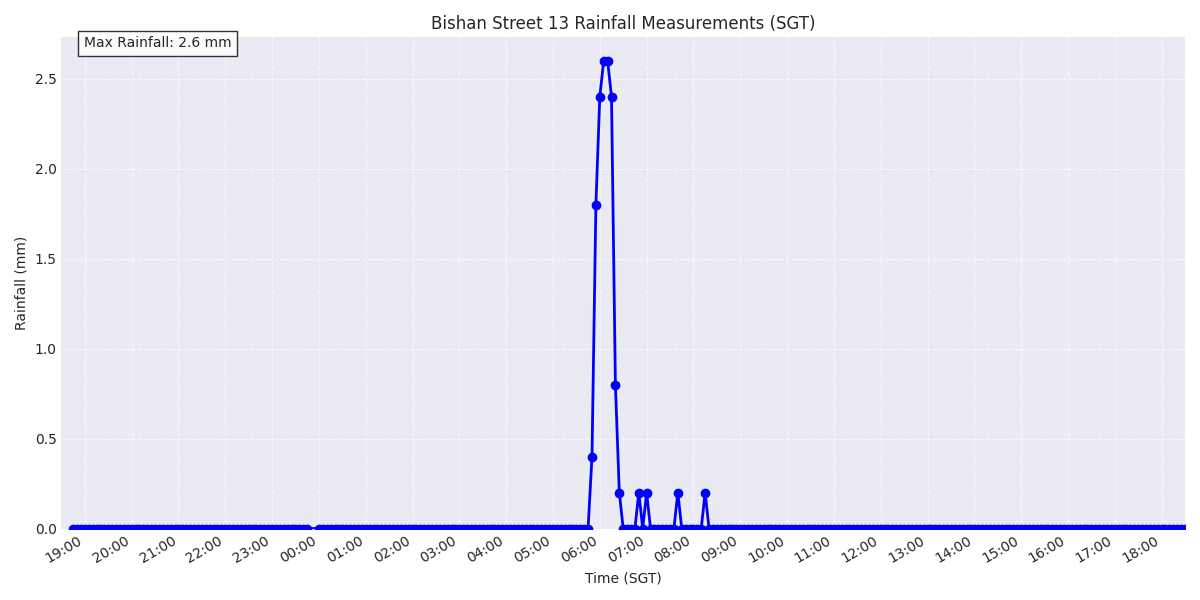 Bishan Street 13 Rainfall Measurements (SGT)
Max Rainfall: 2.6 mm
2.5
2.0
1.5
1.0
0.5
0.0
Rainfall (mm)
19:00 20:00 21:00 22:00 23:00 00:00 01:00 02:00 03:00 04:00 05:00 06:00 07:00 08:00 09:00 10:00 11:00 12:00 13:00 14:00 15:00 16:00 17:00 18:00
Time (SGT)